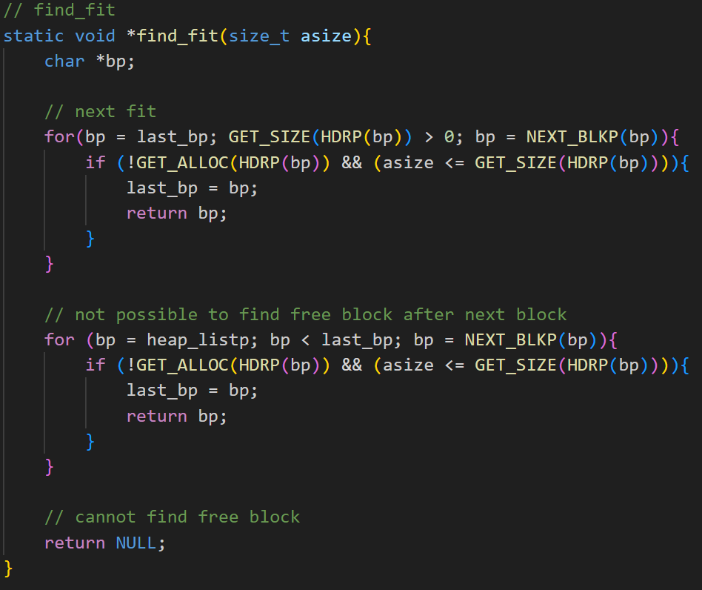 // find_fit
static void *find_fit(size_t asize){
    char *bp;

    // next fit
    for(bp = last_bp; GET_SIZE(HDRP(bp)) > 0; bp = NEXT_BLKP(bp)){
        if (!GET_ALLOC(HDRP(bp)) && (asize <= GET_SIZE(HDRP(bp)))){
            last_bp = bp;
            return bp;
        }
    }

    // not possible to find free block after next block
    for (bp = heap_listp; bp < last_bp; bp = NEXT_BLKP(bp)){
        if (!GET_ALLOC(HDRP(bp)) && (asize <= GET_SIZE(HDRP(bp)))){
            last_bp = bp;
            return bp;
        }
    }

    // cannot find free block
    return NULL;
}